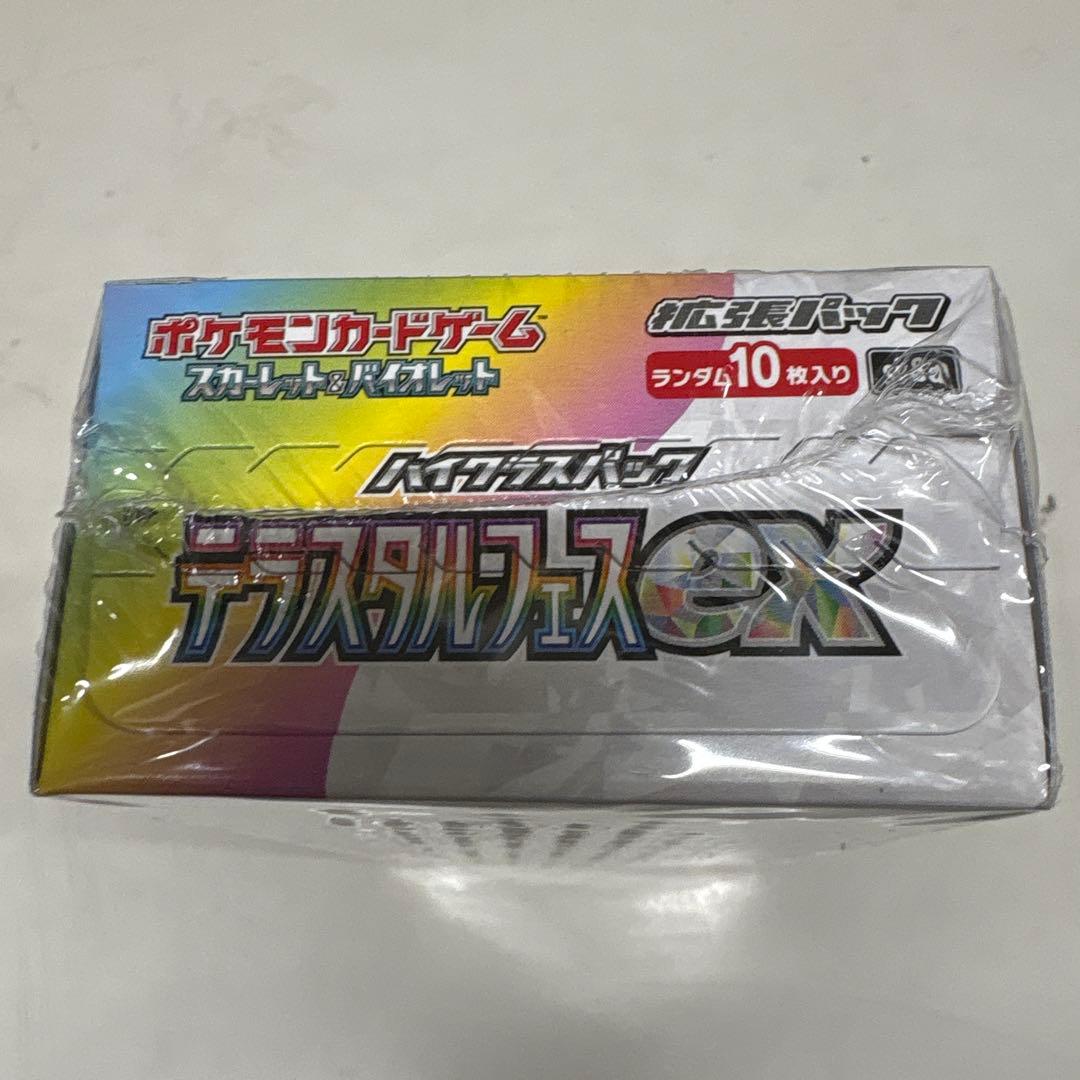 ポケモンカードゲーム™
スカーレット&バイオレット
拡張パック
ランダム10枚入り
ハイクラスパック
テラスタルフェスex